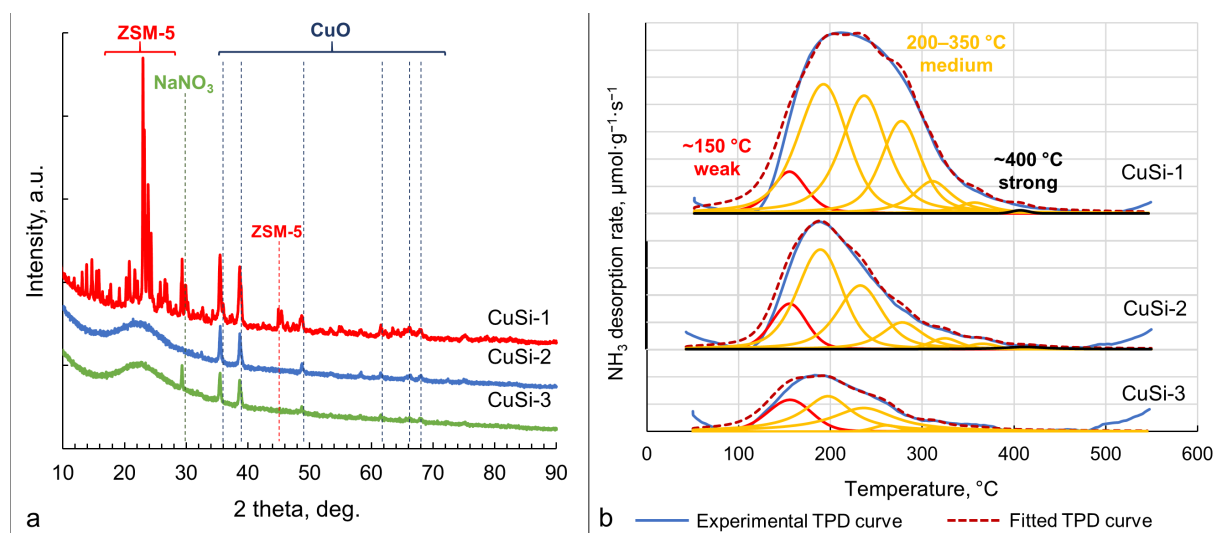 ZSM-5
CuO
NaNO₃
ZSM-5
CuSi-1
CuSi-2
CuSi-3
Intensity, a.u.
10 20 30 40 50 60 70 80 90
2 theta, deg.
a
200–350 °C
medium
~150 °C
weak
~400 °C
strong
CuSi-1
CuSi-2
CuSi-3
NH₃ desorption rate, μmol·g⁻¹·s⁻¹
0 100 200 300 400 500 600
Temperature, °C
b
Experimental TPD curve
Fitted TPD curve